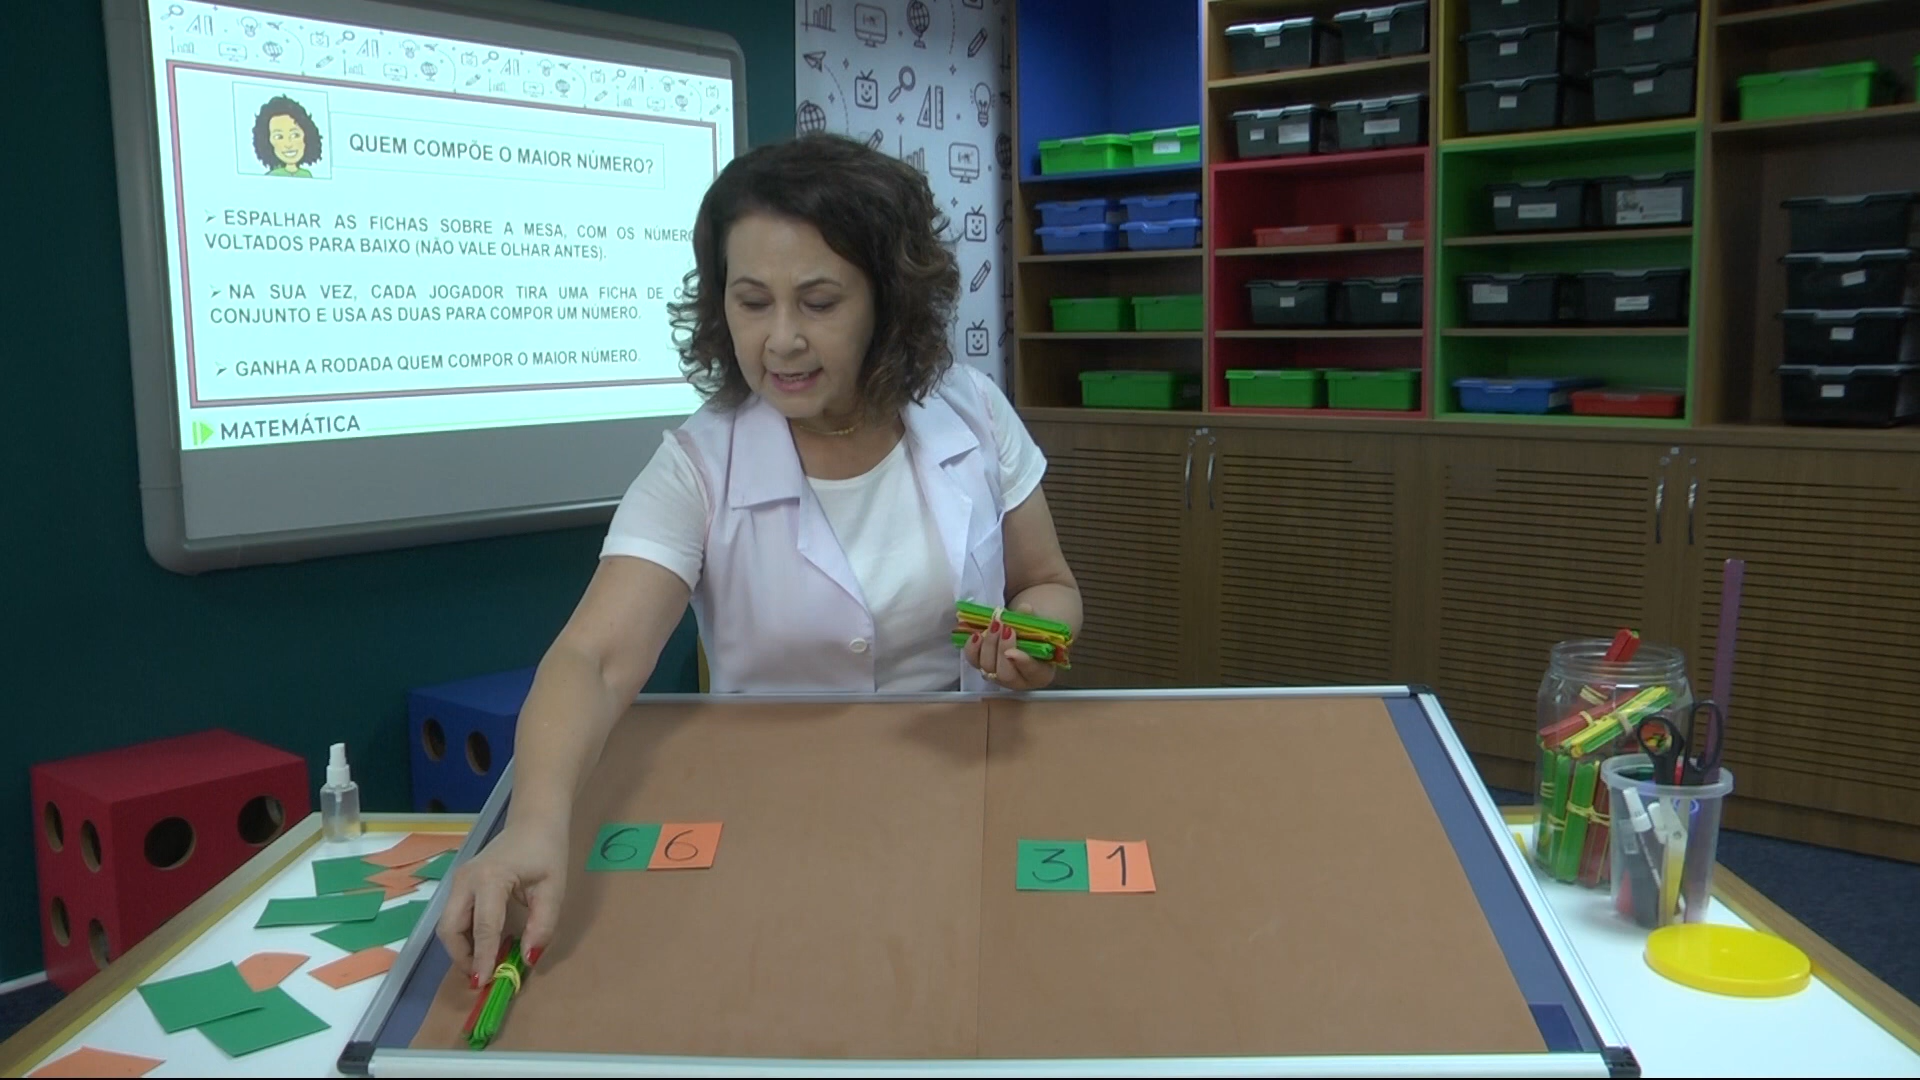 QUEM COMPÕE O MAIOR NÚMERO?
➢ ESPALHAR AS FICHAS SOBRE A MESA, COM OS
VOLTADOS PARA BAIXO (NÃO VALE OLHAR ANTES).
➢ NA SUA VEZ, CADA JOGADOR TIRA UMA FICHA DE
CONJUNTO E USA AS DUAS PARA COMPOR UM NÚMERO.
➢ GANHA A RODADA QUEM COMPOR O MAIOR NÚMERO.
MATEMÁTICA
6 6
3 1